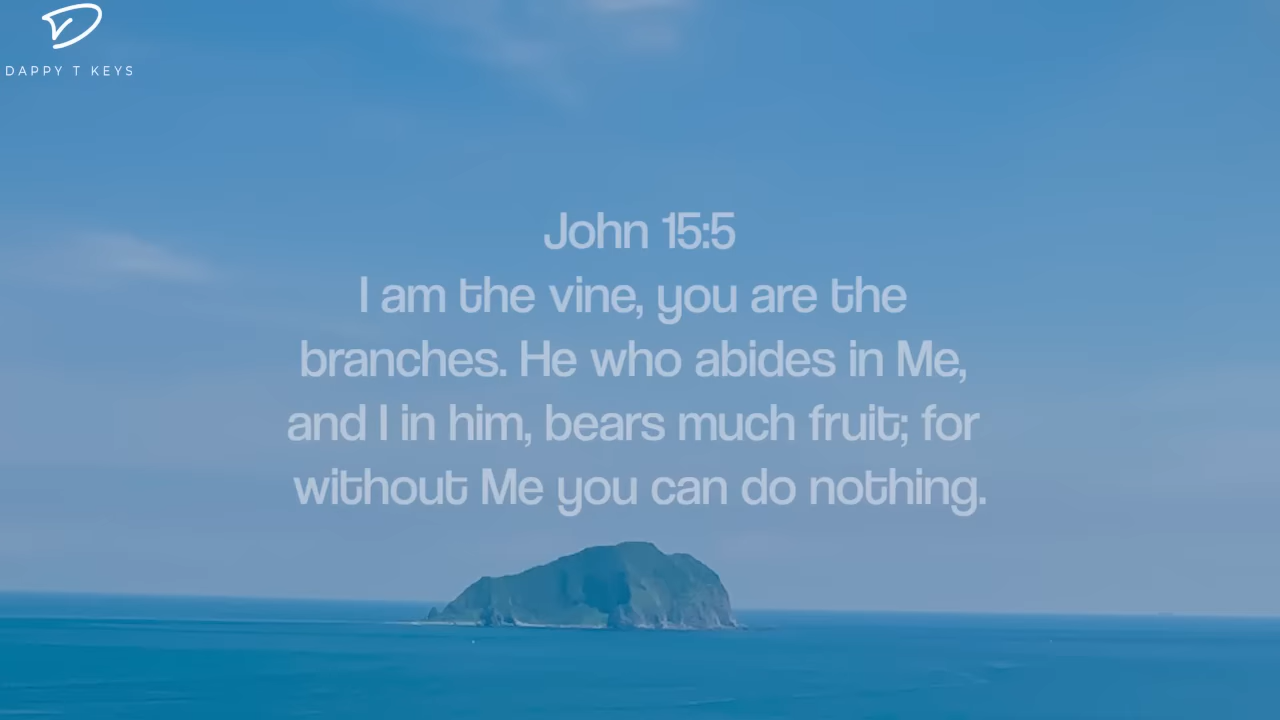 DAPPY T KEYS
John 15:5
I am the vine, you are the
branches. He who abides in Me,
and I in him, bears much fruit; for
without Me you can do nothing.